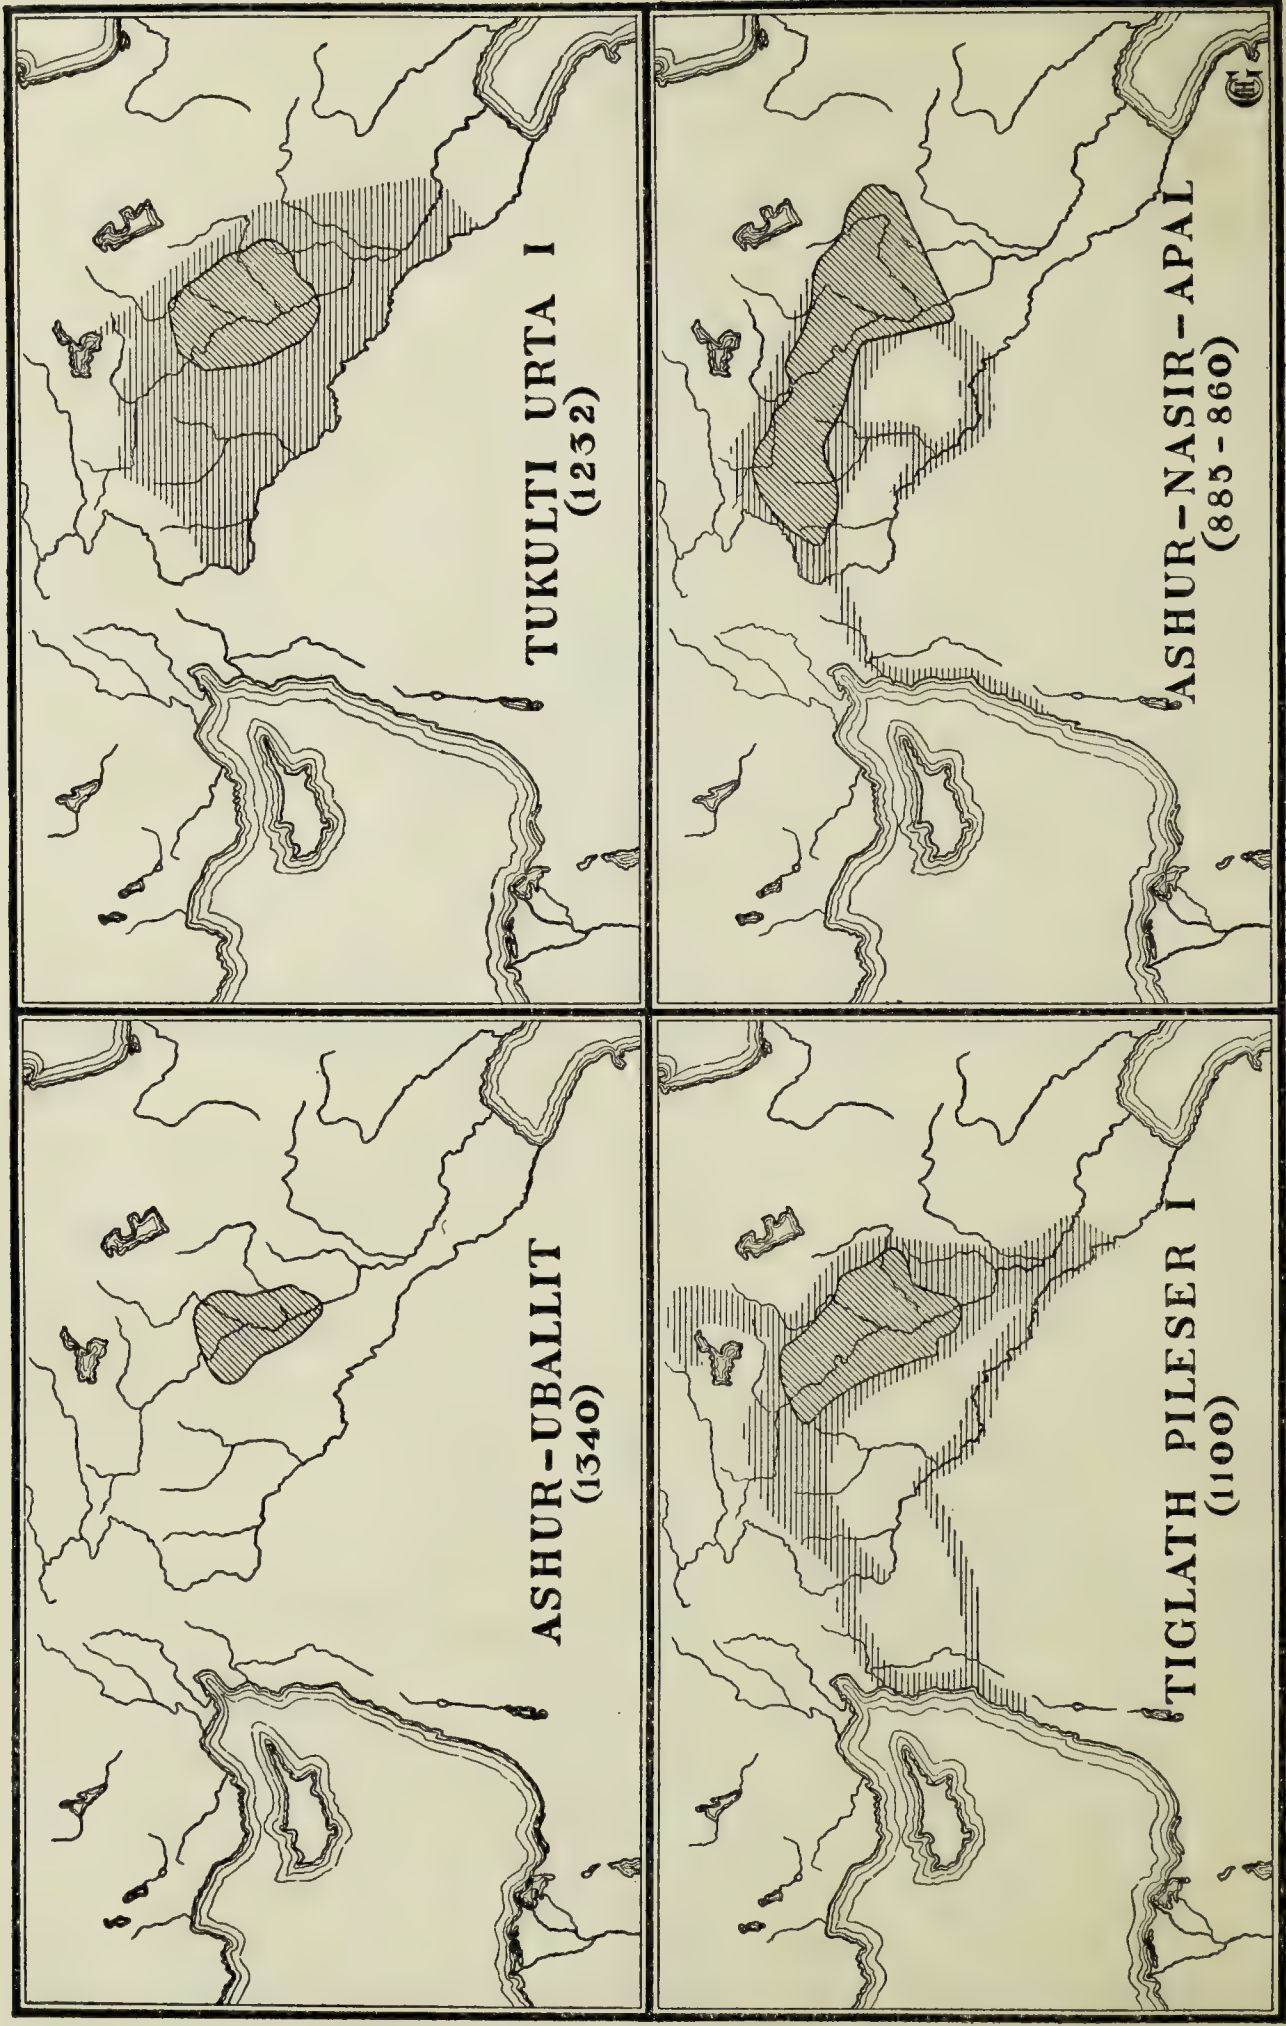 ASHUR-UBALLIT
(1340)
TUKULTI URTA I
(1232)
TIGLATH PILESER I
(1100)
ASHUR-NASIR-APAL
(885-860)